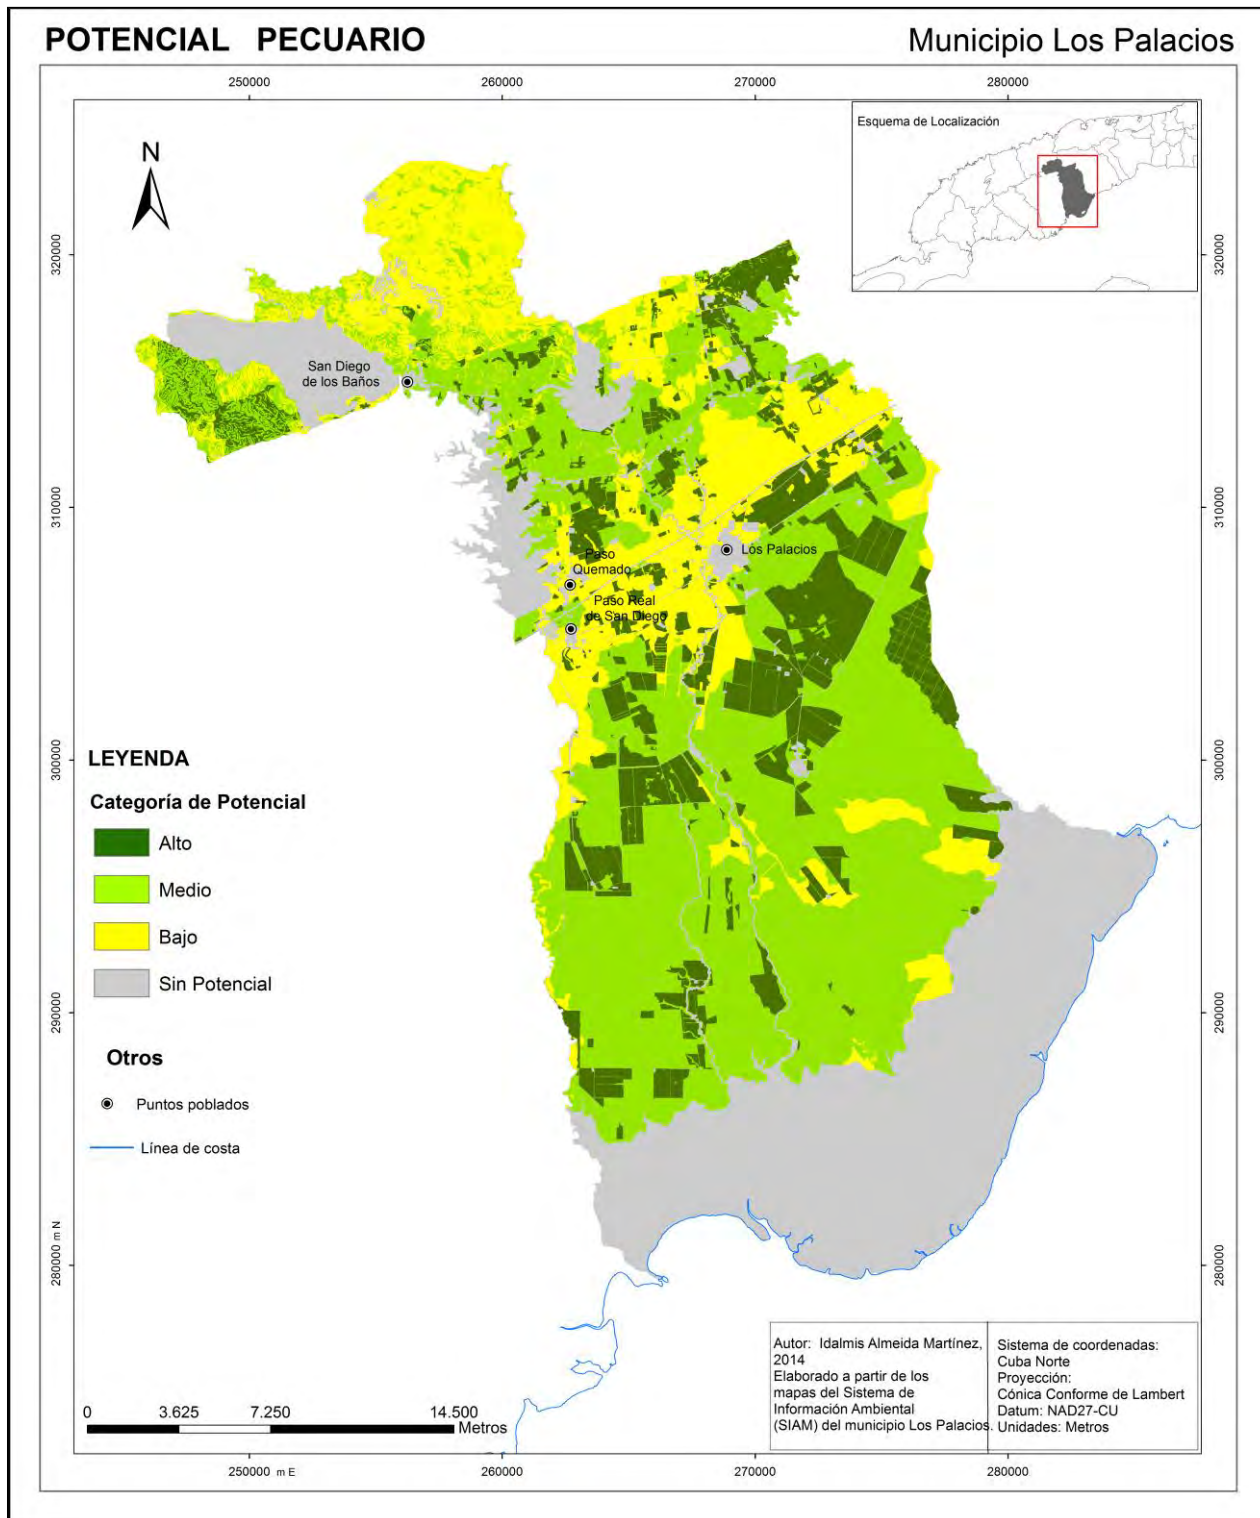 POTENCIAL PECUARIO
Municipio Los Palacios
250000
260000
270000
280000
Esquema de Localización
N
320000
320000
San Diego
de los Baños
310000
310000
Paso
Quemado
Los Palacios
Paso Real
de San Diego
300000
300000
LEYENDA
Categoría de Potencial
Alto
Medio
Bajo
Sin Potencial
290000
290000
Otros
Puntos poblados
Línea de costa
280000 m N
280000
0
3.625
7.250
14.500
Metros
Autor: Idalmis Almeida Martínez,
2014
Elaborado a partir de los
mapas del Sistema de
Información Ambiental
(SIAM) del municipio Los Palacios.
Sistema de coordenadas:
Cuba Norte
Proyección:
Cónica Conforme de Lambert
Datum: NAD27-CU
Unidades: Metros
250000 m E
260000
270000
280000